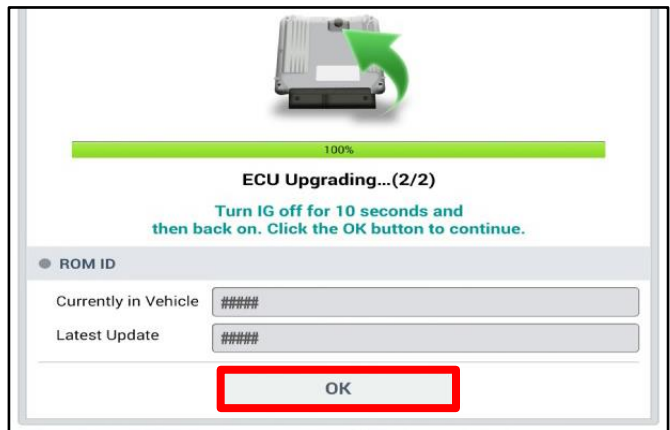 100%
ECU Upgrading...(2/2)
Turn IG off for 10 seconds and
then back on. Click the OK button to continue.
ROM ID
Currently in Vehicle #####
Latest Update #####
OK